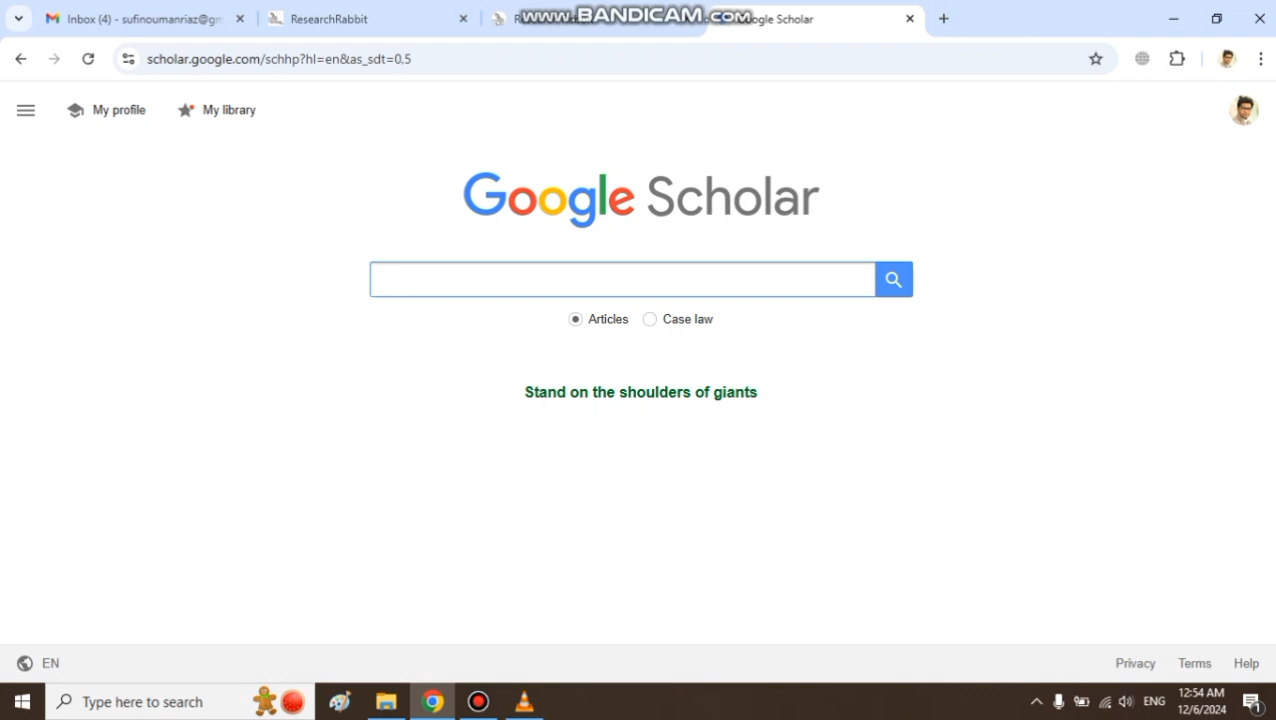 Inbox (4) - sufinoumanriaz@gm
ResearchRabbit
www.BANDICAM.com
Google Scholar
scholar.google.com/schhp?hl=en&as_sdt=0.5
My profile
My library
Google Scholar
Articles
Case law
Stand on the shoulders of giants
EN
Privacy
Terms
Help
Type here to search
ENG
12:54 AM
12/6/2024
1